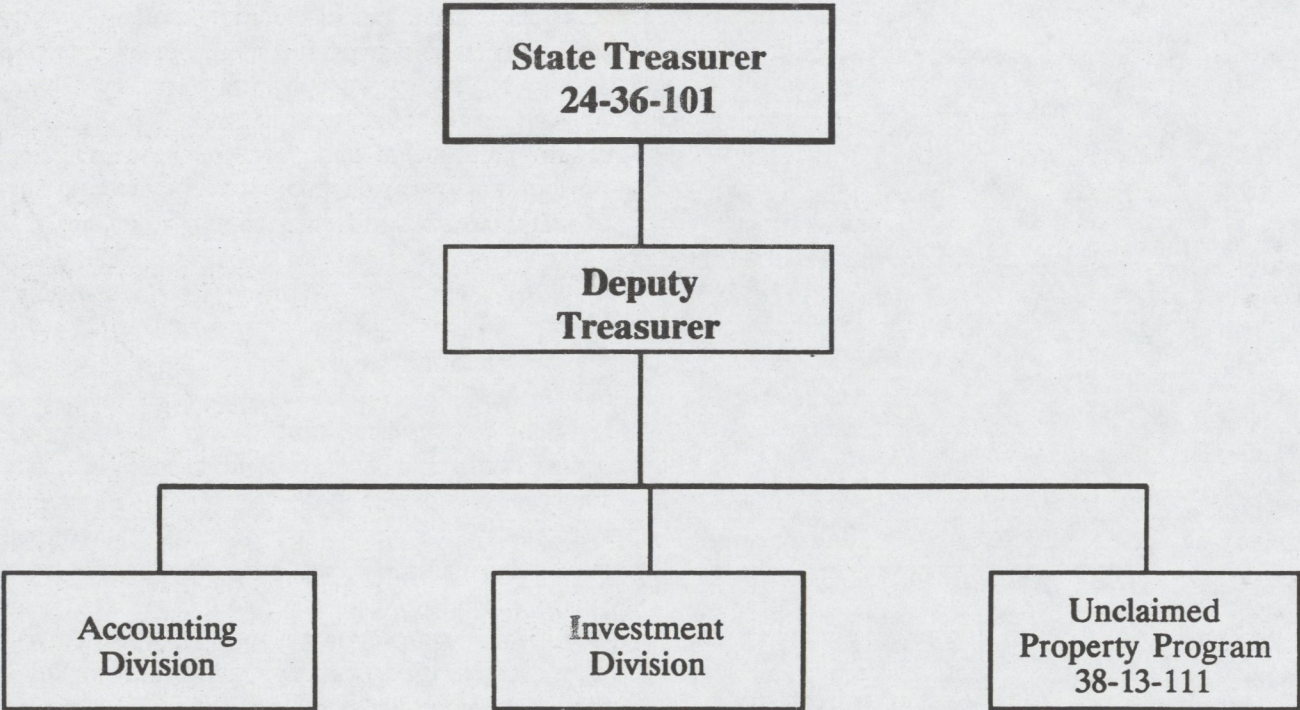 State Treasurer
24-36-101
Deputy
Treasurer
Accounting
Division
Investment
Division
Unclaimed
Property Program
38-13-111